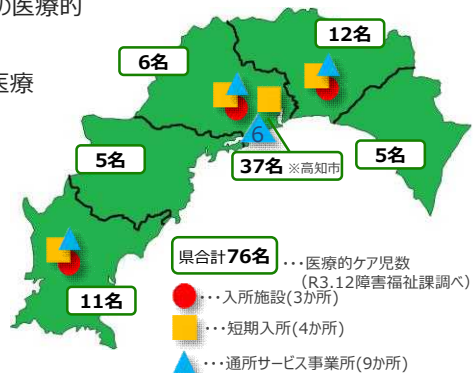 の医療的
医療
6名
12名
5名
6
37名 ※高知市
5名
11名
県合計76名
・・・医療的ケア児数
(R3.12障害福祉課調べ)
・・・入所施設(3か所)
・・・短期入所(4か所)
・・・通所サービス事業所(9か所)